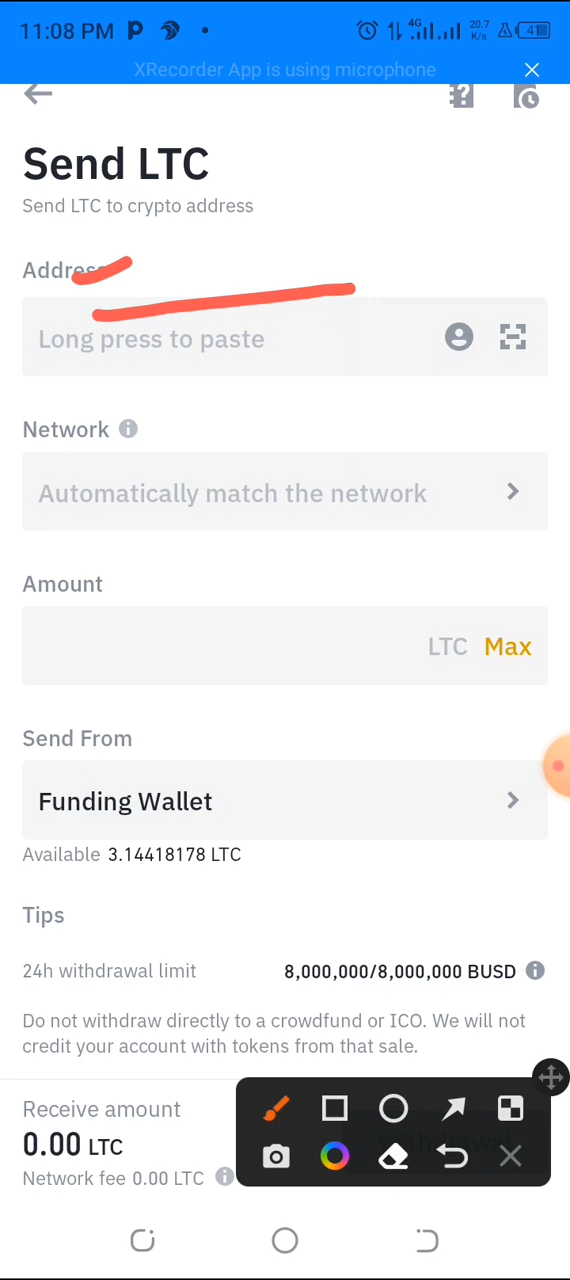 11:08 PM
4G
20.7
K/s
41
XRecorder App is using microphone
Send LTC
Send LTC to crypto address
Address
Long press to paste
Network
Automatically match the network
Amount
LTC Max
Send From
Funding Wallet
Available 3.14418178 LTC
Tips
24h withdrawal limit 8,000,000/8,000,000 BUSD
Do not withdraw directly to a crowdfund or ICO. We will not
credit your account with tokens from that sale.
Receive amount
0.00 LTC
Network fee 0.00 LTC